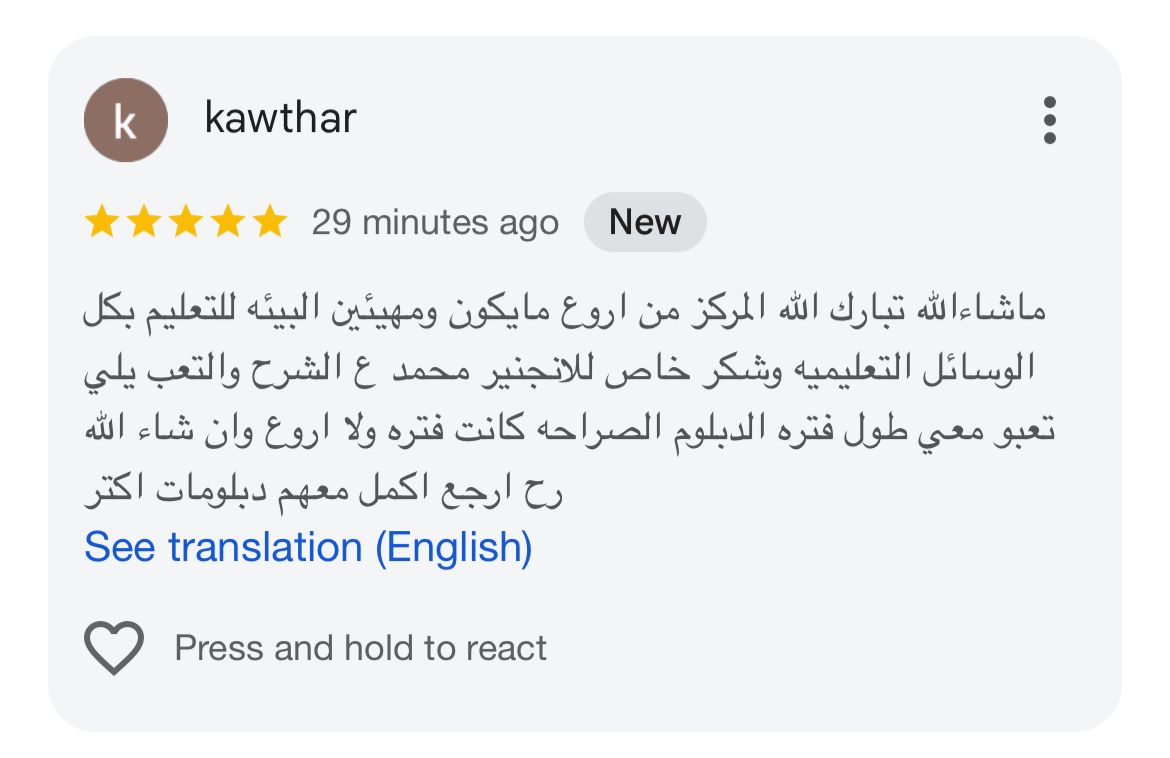 k
kawthar
29 minutes ago
New
ماشاءالله تبارك الله المركز من اروع مايكون ومهيئين البيئه للتعليم بكل
الوسائل التعليميه وشكر خاص للانجنير محمد ع الشرح والتعب يلي
تعبو معي طول فتره الدبلوم الصراحه كانت فتره ولا اروع وان شاء الله
رح ارجع اكمل معهم دبلومات اكتر
See translation (English)
Press and hold to react